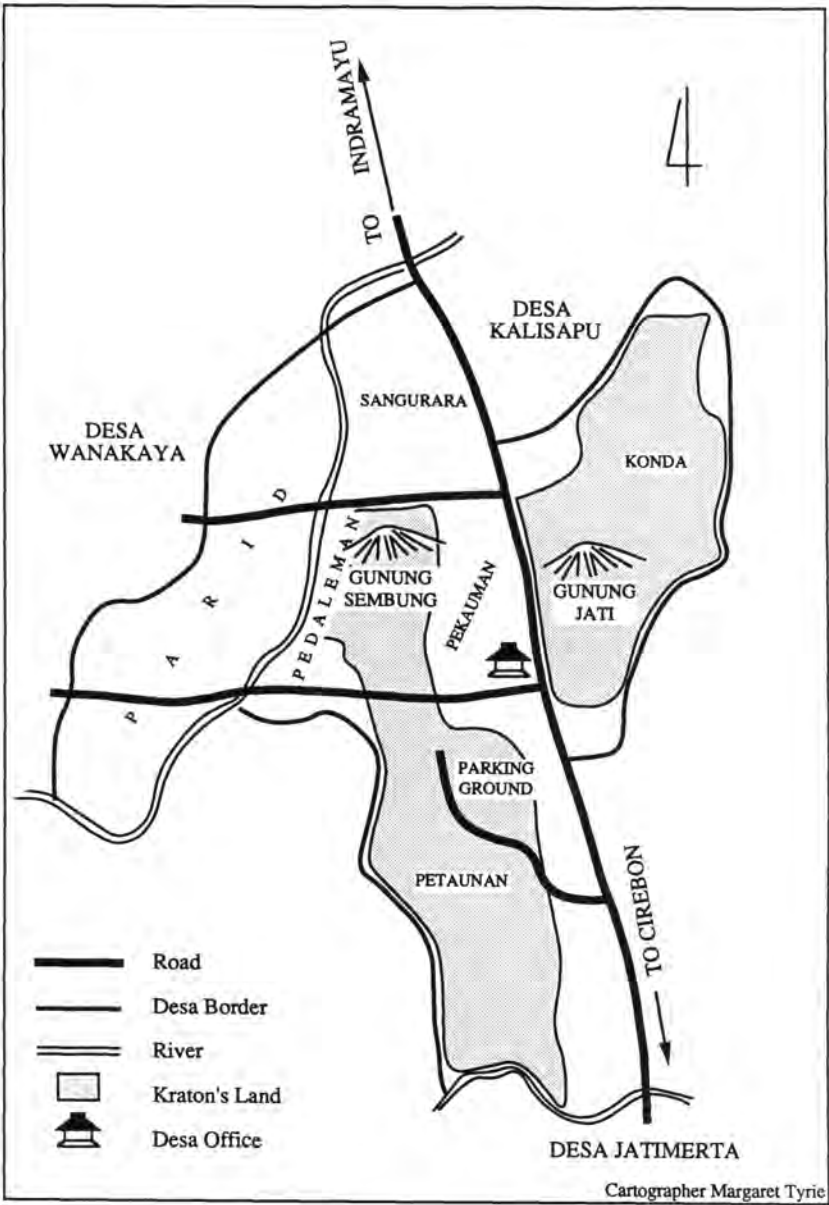 TO INDRAMAYU
DESA
KALISAPU
SANGURARA
DESA
WANAKAYA
KONDA
PARID
PEDALEMAN
GUNUNG
SEMBUNG
PEKAUMAN
GUNUNG
JATI
PARKING
GROUND
PETAUNAN
TO CIREBON
Road
Desa Border
River
Kraton's Land
Desa Office
DESA JATIMERTA
Cartographer Margaret Tyrie